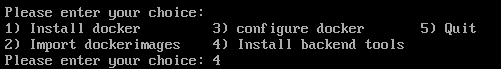 Please enter your choice:
1) Install docker         3) configure docker       5) Quit
2) Import dockerimages    4) Install backend tools
Please enter your choice: 4